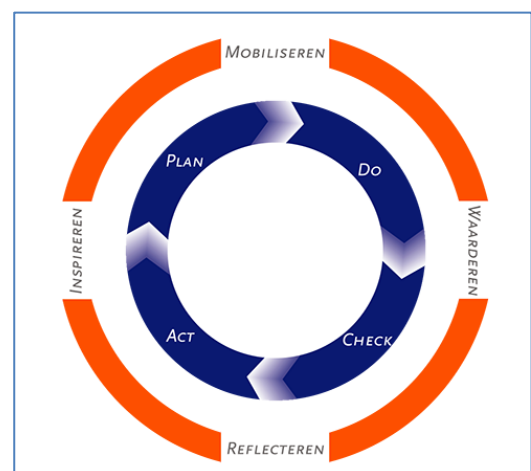 MOBILISEREN
PLAN
DO
INSPIREREN
WAARDEREN
ACT
CHECK
REFLECTEREN